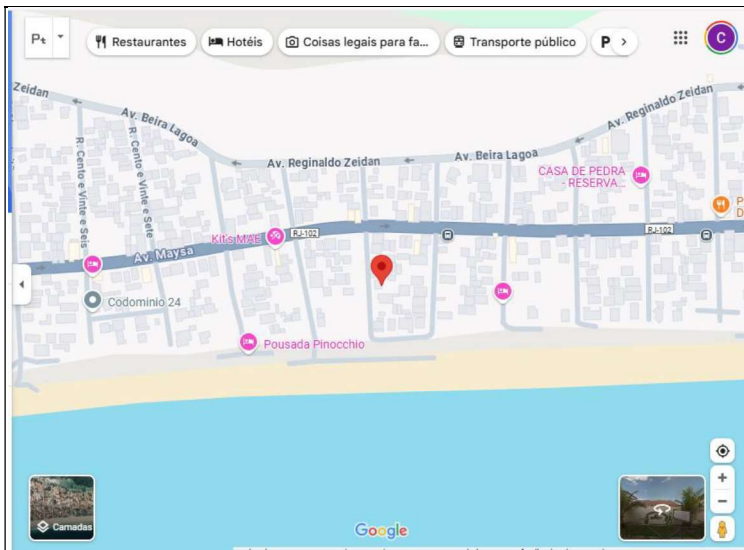 Pt
Restaurantes
Hotéis
Coisas legais para fa...
Transporte público
P
C
Zeidan
Av. Beira Lagoa
Av. Reginaldo Zeidan
Av. Beira Lagoa
Av. Reginaldo Zeidan
R. Cento e Vinte e Seis
R. Cento e Vinte e Sete
CASA DE PEDRA
- RESERVA...
P
D
Kit's MAE
RJ-102
RJ-102
Av. Maysa
Codominio 24
Pousada Pinocchio
Camadas
Google